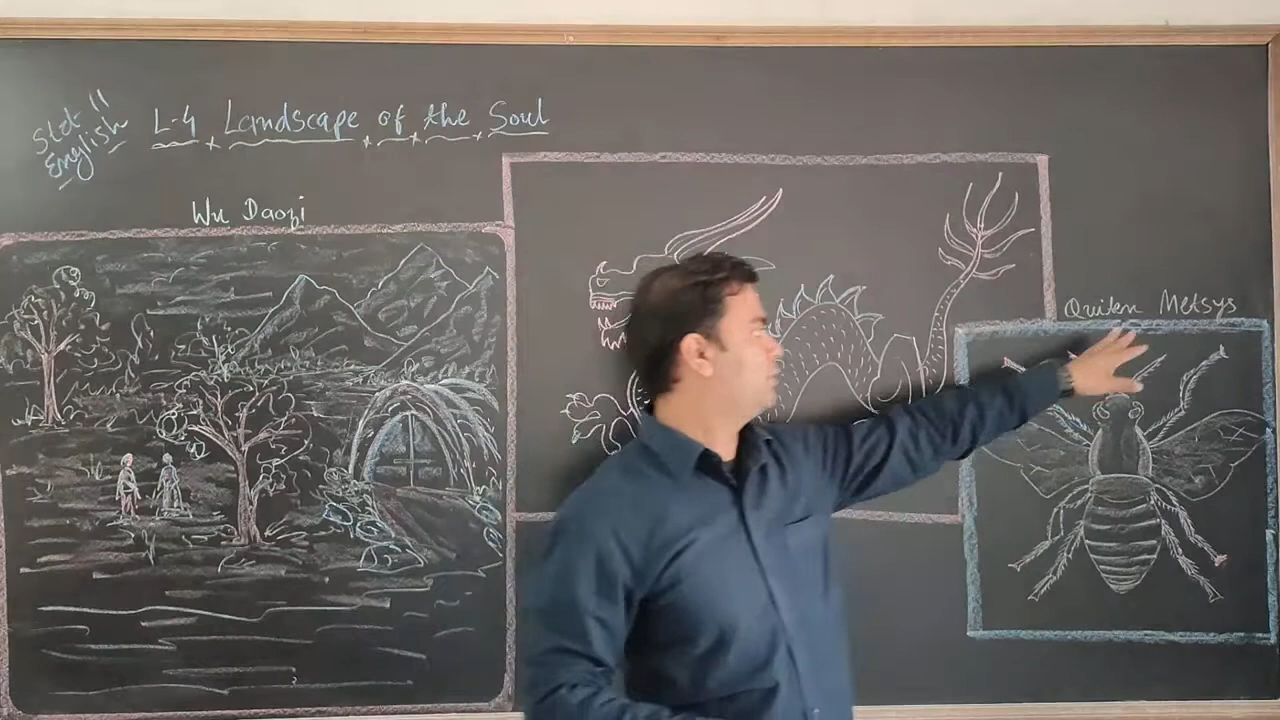 Std 11
English
L-4 Landscape of the Soul
Wu Daozi
Quiten Metsys